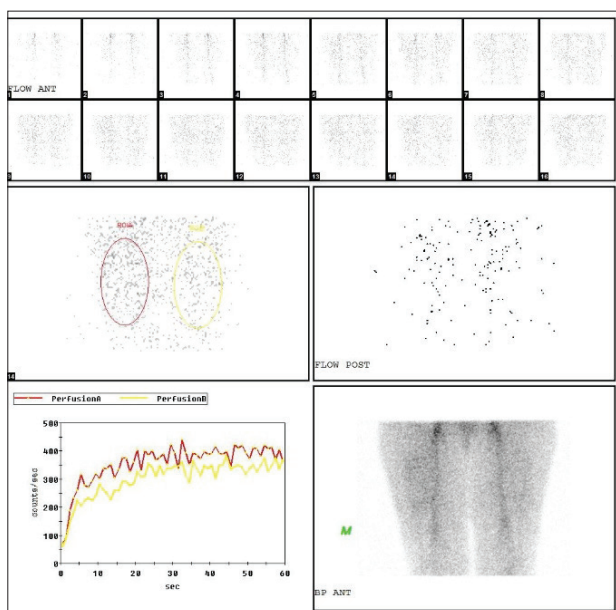 FLOW ANT
1 2 3 4 5 6 7 8
9 10 11 12 13 14 15 16
14
FLOW POST
PerfusionA PerfusionB
500
400
300
200
100
0
counts/sec
0 10 20 30 40 50 60
sec
M
BP ANT